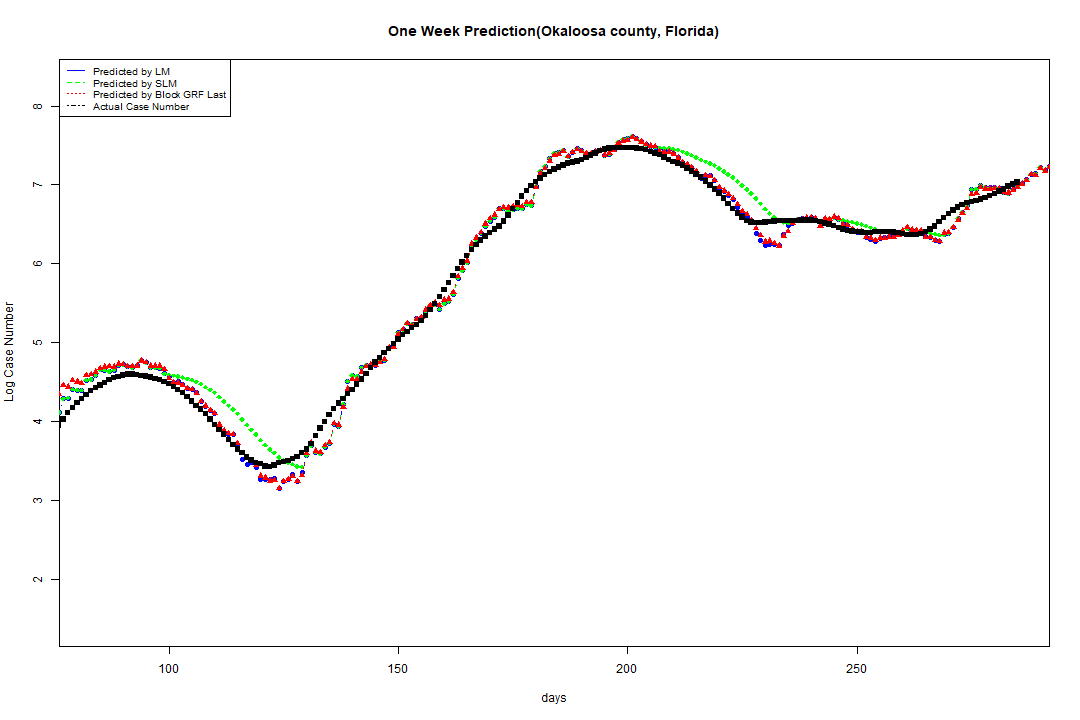 One Week Prediction(Okaloosa county, Florida)
Predicted by LM
Predicted by SLM
Predicted by Block GRF Last
Actual Case Number
8
7
6
5
4
3
2
Log Case Number
100 150 200 250
days